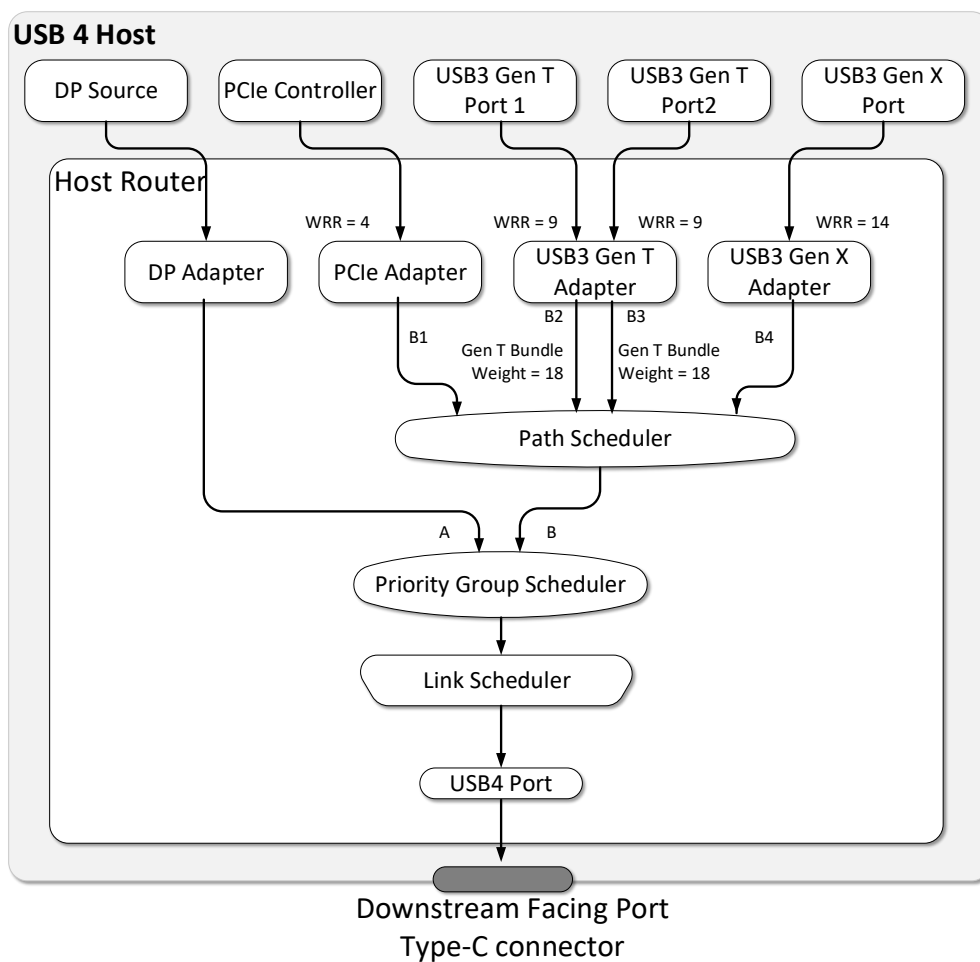 USB 4 Host
DP Source
PCIe Controller
USB3 Gen T
Port 1
USB3 Gen T
Port2
USB3 Gen X
Port
Host Router
WRR = 4
WRR = 9
WRR = 9
WRR = 14
DP Adapter
PCIe Adapter
USB3 Gen T
Adapter
USB3 Gen X
Adapter
B1
B2
B3
B4
Gen T Bundle
Weight = 18
Gen T Bundle
Weight = 18
Path Scheduler
A
B
Priority Group Scheduler
Link Scheduler
USB4 Port
Downstream Facing Port
Type-C connector